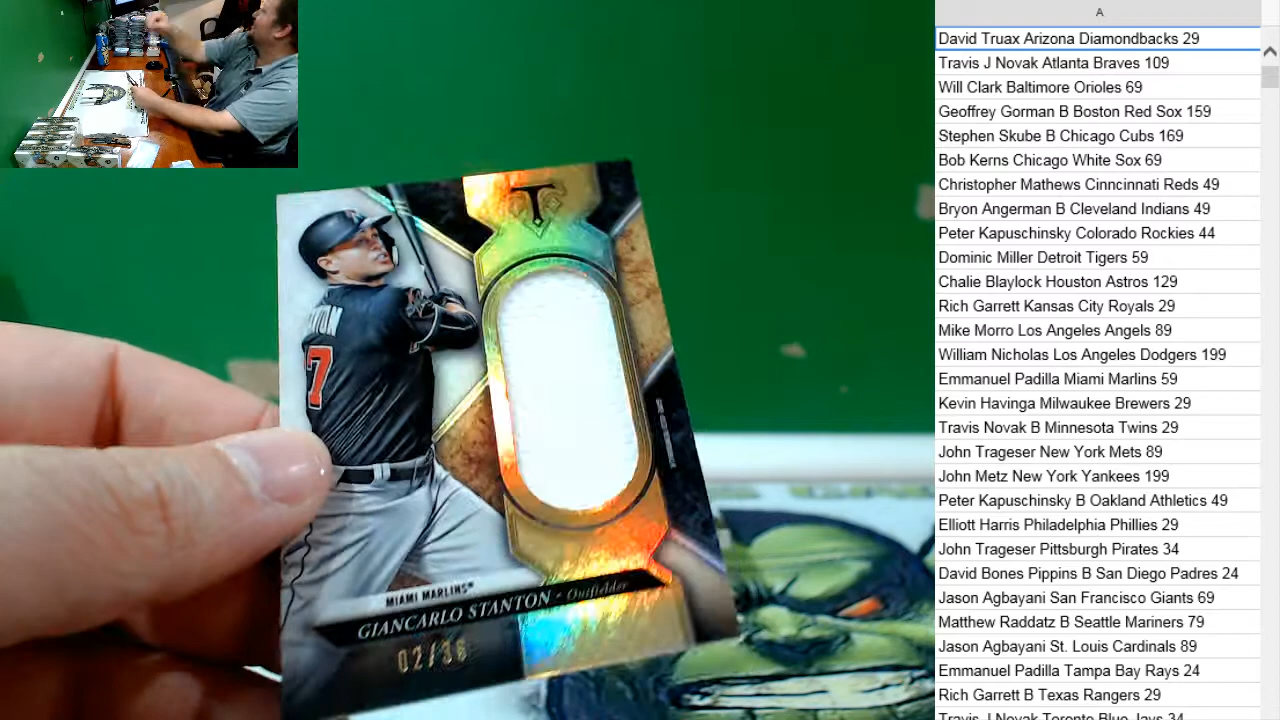 A
David Truax Arizona Diamondbacks 29
Travis J Novak Atlanta Braves 109
Will Clark Baltimore Orioles 69
Geoffrey Gorman B Boston Red Sox 159
Stephen Skube B Chicago Cubs 169
Bob Kerns Chicago White Sox 69
Christopher Mathews Cinncinnati Reds 49
Bryon Angerman B Cleveland Indians 49
Peter Kapuschinsky Colorado Rockies 44
Dominic Miller Detroit Tigers 59
Chalie Blaylock Houston Astros 129
Rich Garrett Kansas City Royals 29
Mike Morro Los Angeles Angels 89
William Nicholas Los Angeles Dodgers 199
Emmanuel Padilla Miami Marlins 59
Kevin Havinga Milwaukee Brewers 29
Travis Novak B Minnesota Twins 29
John Trageser New York Mets 89
John Metz New York Yankees 199
Peter Kapuschinsky B Oakland Athletics 49
Elliott Harris Philadelphia Phillies 29
John Trageser Pittsburgh Pirates 34
David Bones Pippins B San Diego Padres 24
Jason Agbayani San Francisco Giants 69
Matthew Raddatz B Seattle Mariners 79
Jason Agbayani St. Louis Cardinals 89
Emmanuel Padilla Tampa Bay Rays 24
Rich Garrett B Texas Rangers 29
Travis J Novak Toronto Blue Jays 34
T
7
MIAMI MARLINS
GIANCARLO STANTON • Outfielder
02/36